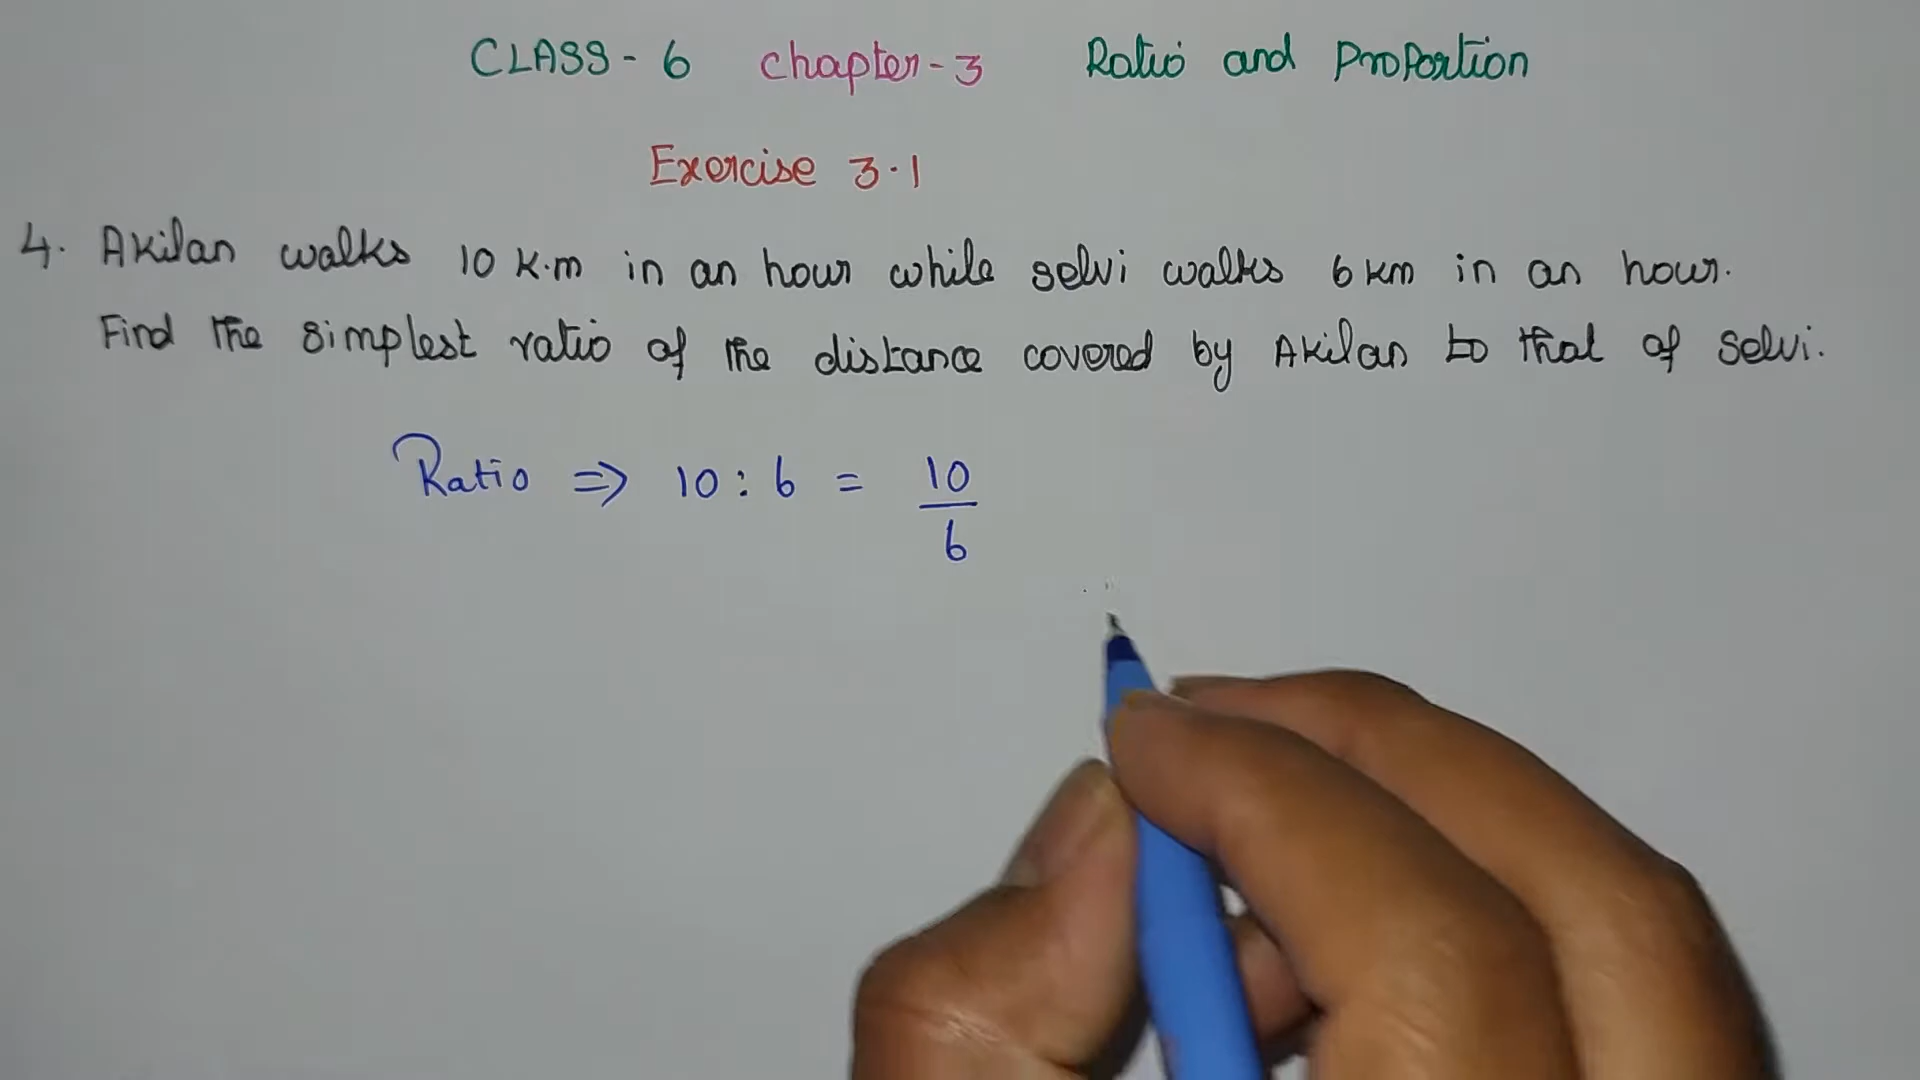 CLASS - 6 chapter - 3 Ratio and Proportion
Exercise 3.1
4. Akilan walks 10 k.m in an hour while selvi walks 6 km in an hour.
Find the simplest ratio of the distance covered by Akilan to that of selvi.
Ratio ⇒ 10 : 6 = 10/6